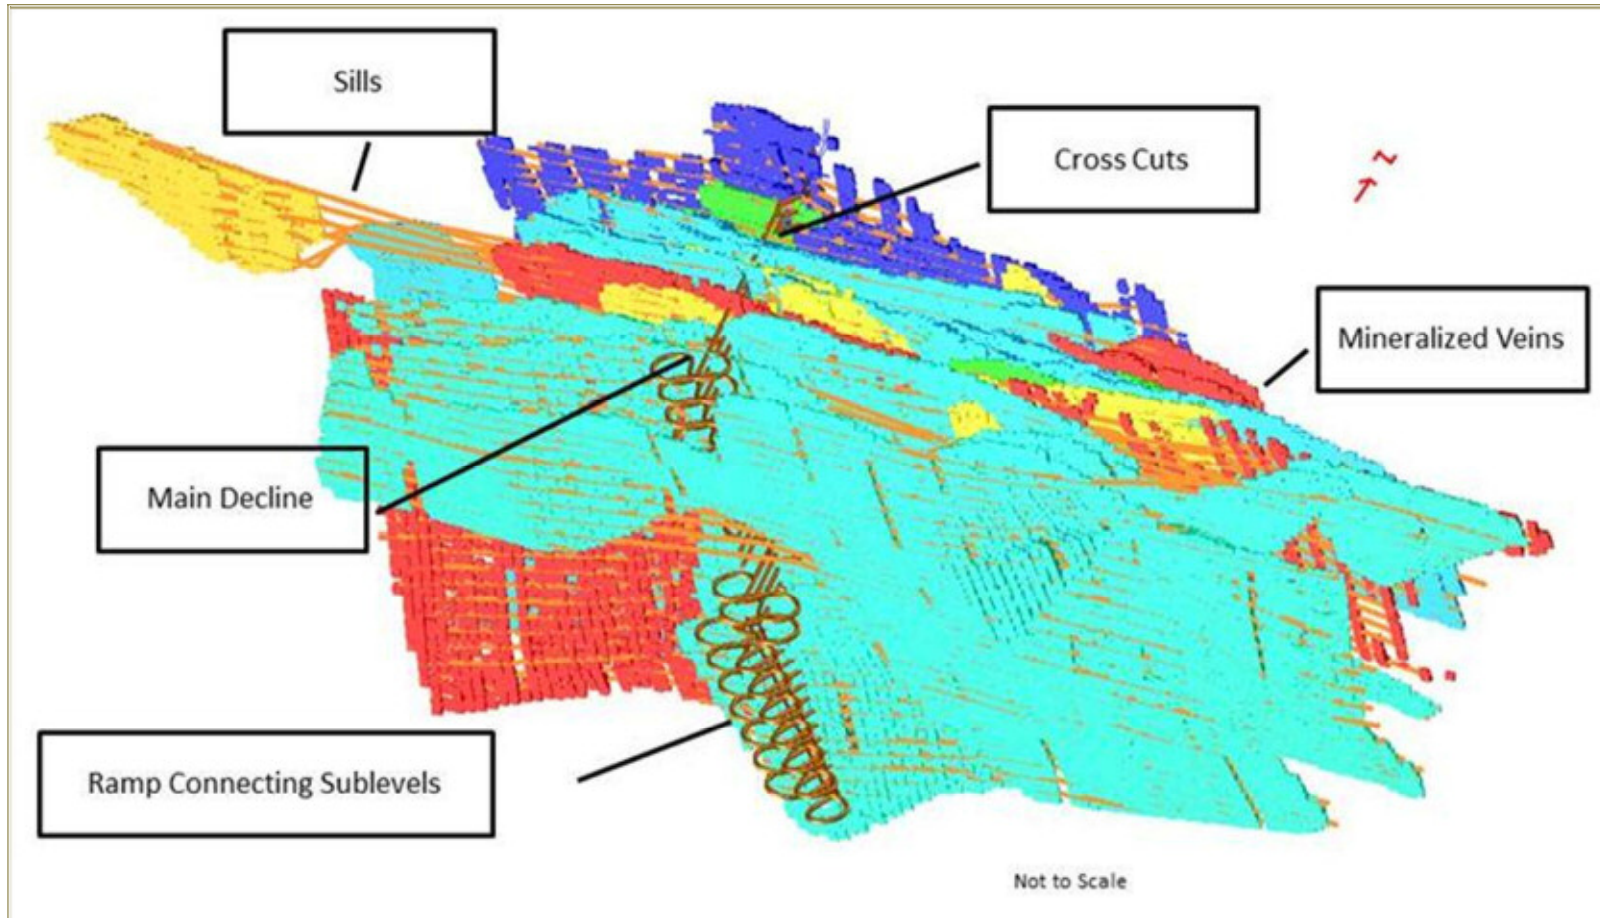 Sills
Cross Cuts
N
Mineralized Veins
Main Decline
Ramp Connecting Sublevels
Not to Scale